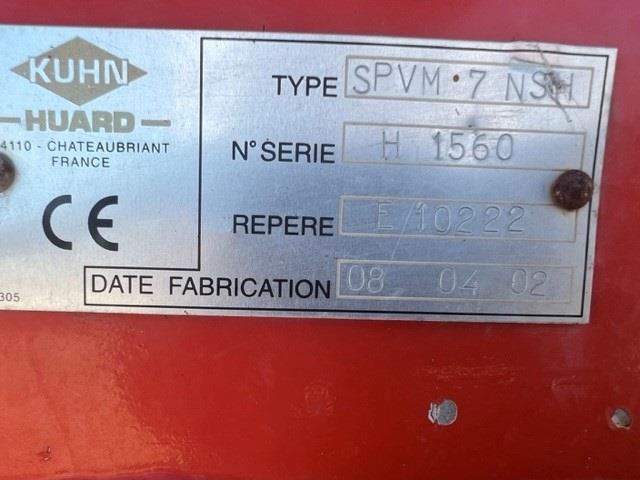 KUHN
HUARD
4110 - CHATEAUBRIANT
FRANCE
CE
305
TYPE SPVM · 7 NSH
N° SERIE H 1560
REPERE E/10222
DATE FABRICATION 08 04 02